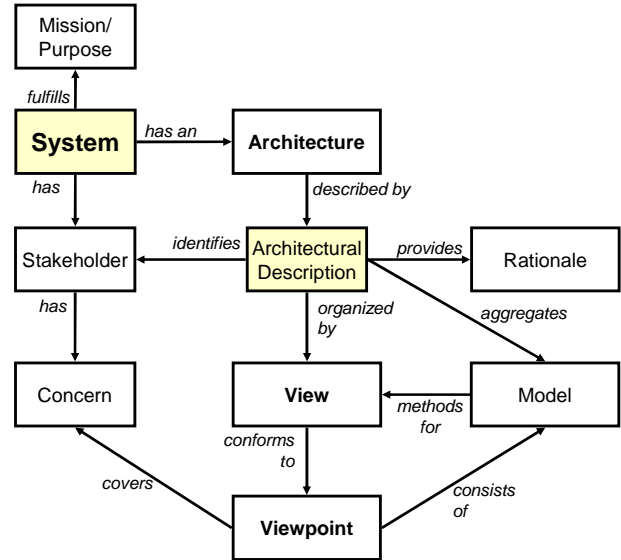 Mission/
Purpose
fulfills
System
has an
Architecture
has
described by
Stakeholder
identifies
Architectural
Description
provides
Rationale
has
organized
by
aggregates
Concern
View
methods
for
Model
conforms
to
covers
consists
of
Viewpoint